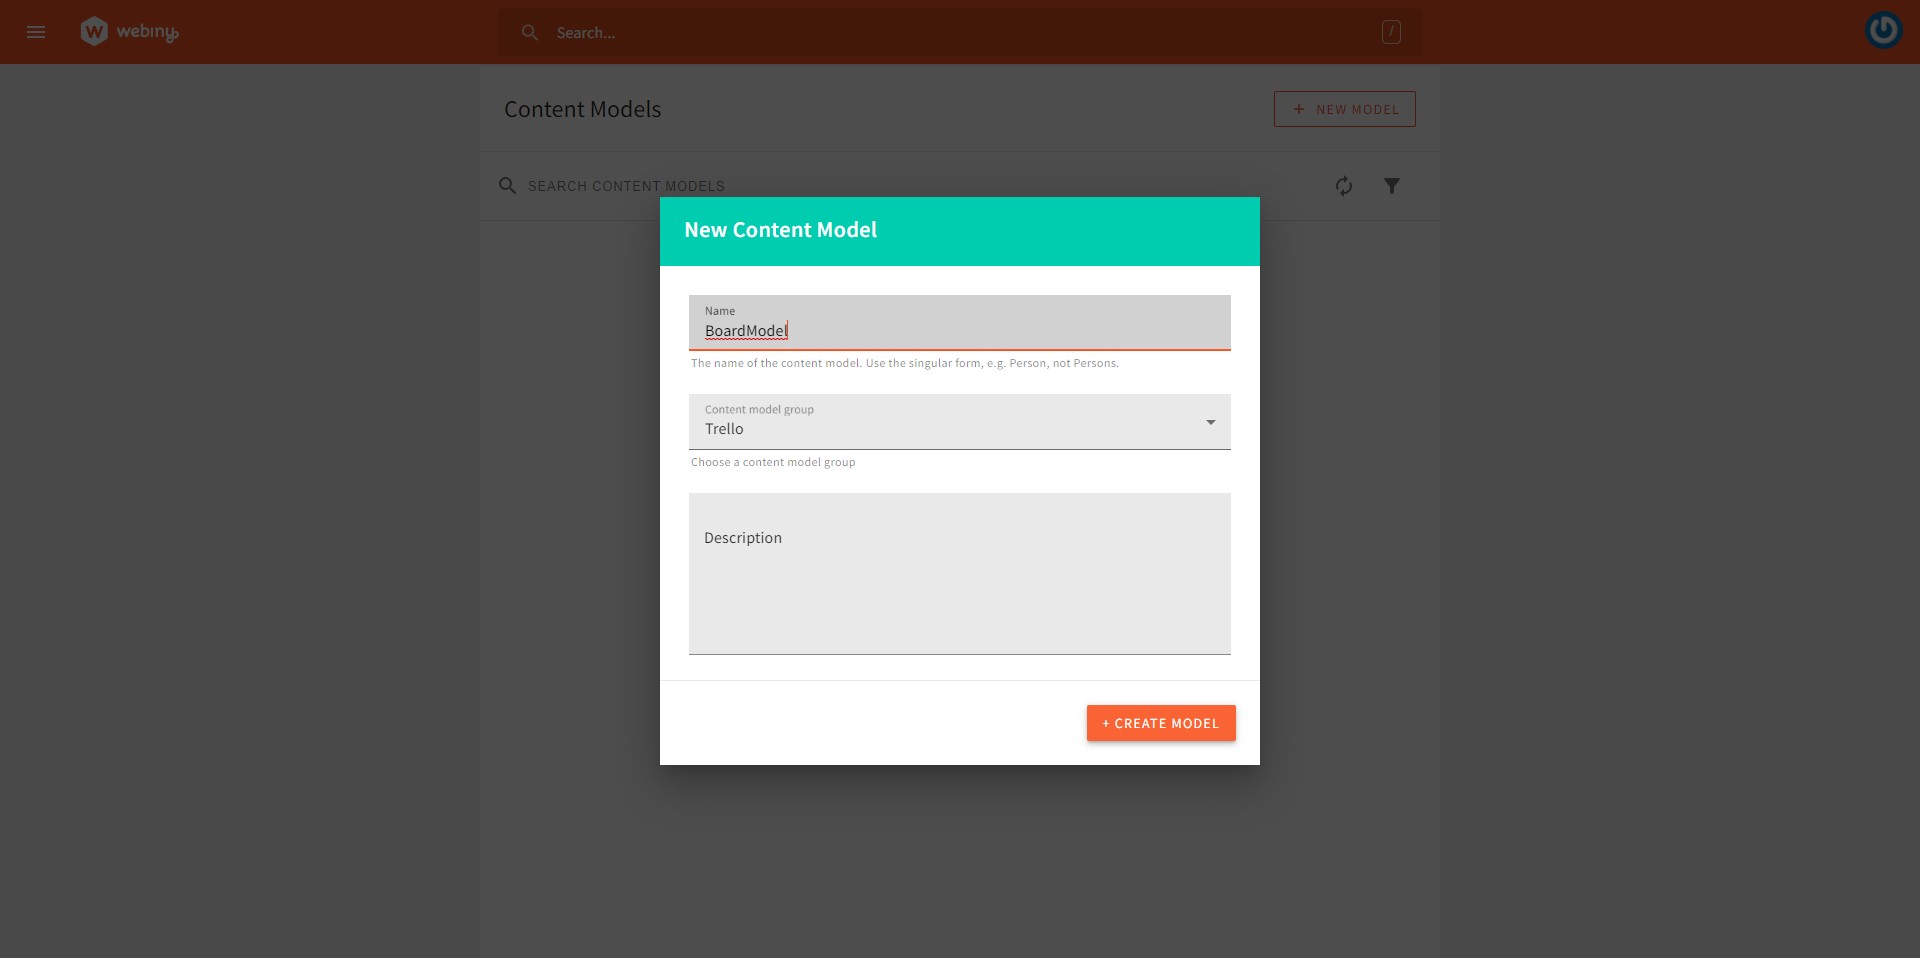 webiny
Search...
/
Content Models
+ NEW MODEL
SEARCH CONTENT MODELS
New Content Model
Name
BoardModel
The name of the content model. Use the singular form, e.g. Person, not Persons.
Content model group
Trello
Choose a content model group
Description
+ CREATE MODEL